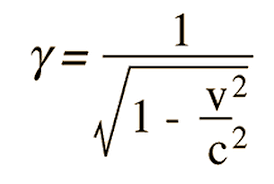 γ = 1 / √(1 - v² / c²)